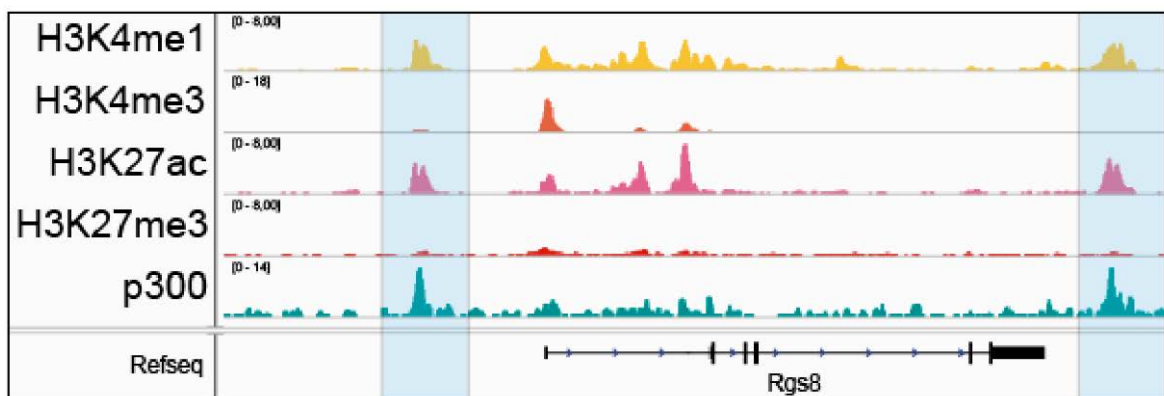 H3K4me1 [0 - 8,00]
H3K4me3 [0 - 18]
H3K27ac [0 - 8,00]
H3K27me3 [0 - 8,00]
p300 [0 - 14]
Refseq
Rgs8